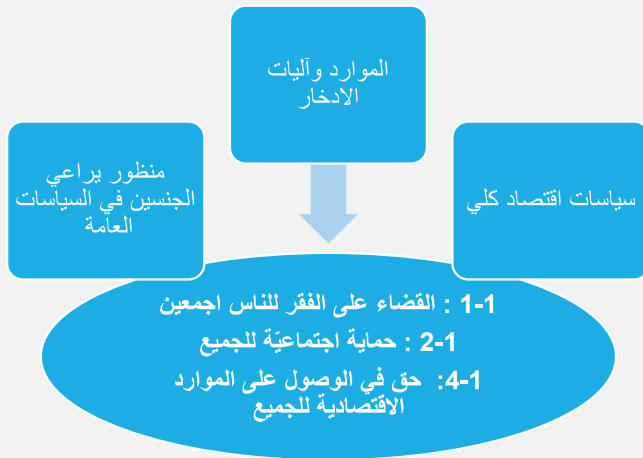 الموارد وآليات
الادخار
سياسات اقتصاد كلي
منظور يراعي
الجنسين في السياسات
العامة
1-1 : القضاء على الفقر للناس اجمعين
2-1 : حماية اجتماعيّة للجميع
4-1: حق في الوصول على الموارد
الاقتصادية للجميع